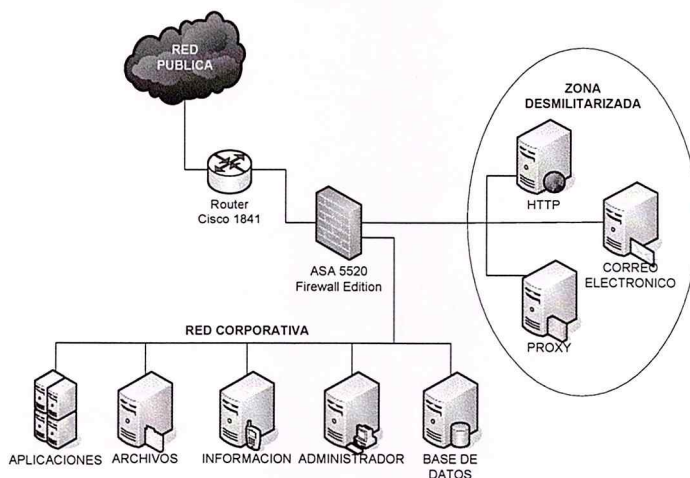 RED
PUBLICA
ZONA
DESMILITARIZADA
Router
Cisco 1841
HTTP
ASA 5520
Firewall Edition
CORREO
ELECTRONICO
PROXY
RED CORPORATIVA
APLICACIONES
ARCHIVOS
INFORMACION
ADMINISTRADOR
BASE DE
DATOS